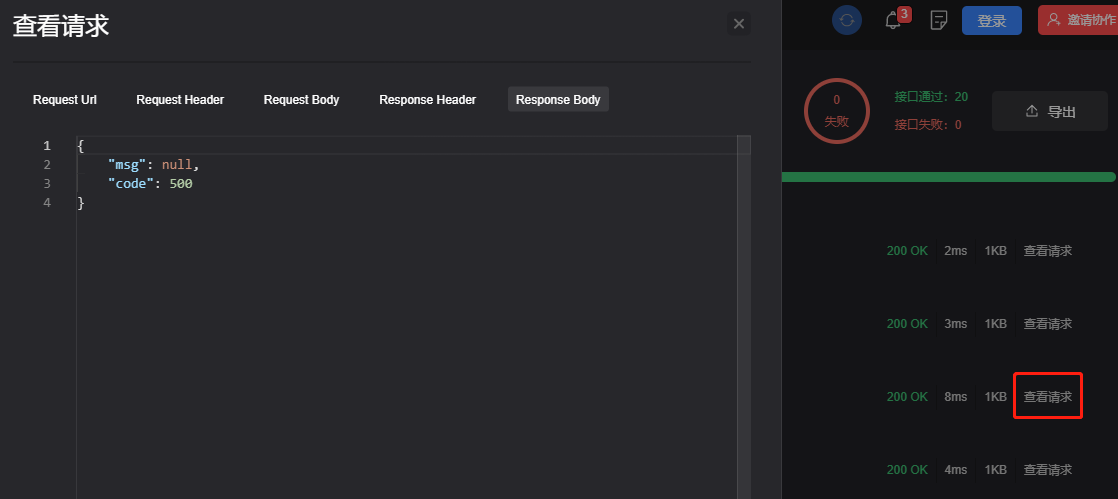 查看请求
Request Url Request Header Request Body Response Header Response Body
1 {
2 "msg": null,
3 "code": 500
4 }
3 登录 邀请协作
0
失败
接口通过：20
接口失败：0
导出
200 OK 2ms 1KB 查看请求
200 OK 3ms 1KB 查看请求
200 OK 8ms 1KB 查看请求
200 OK 4ms 1KB 查看请求